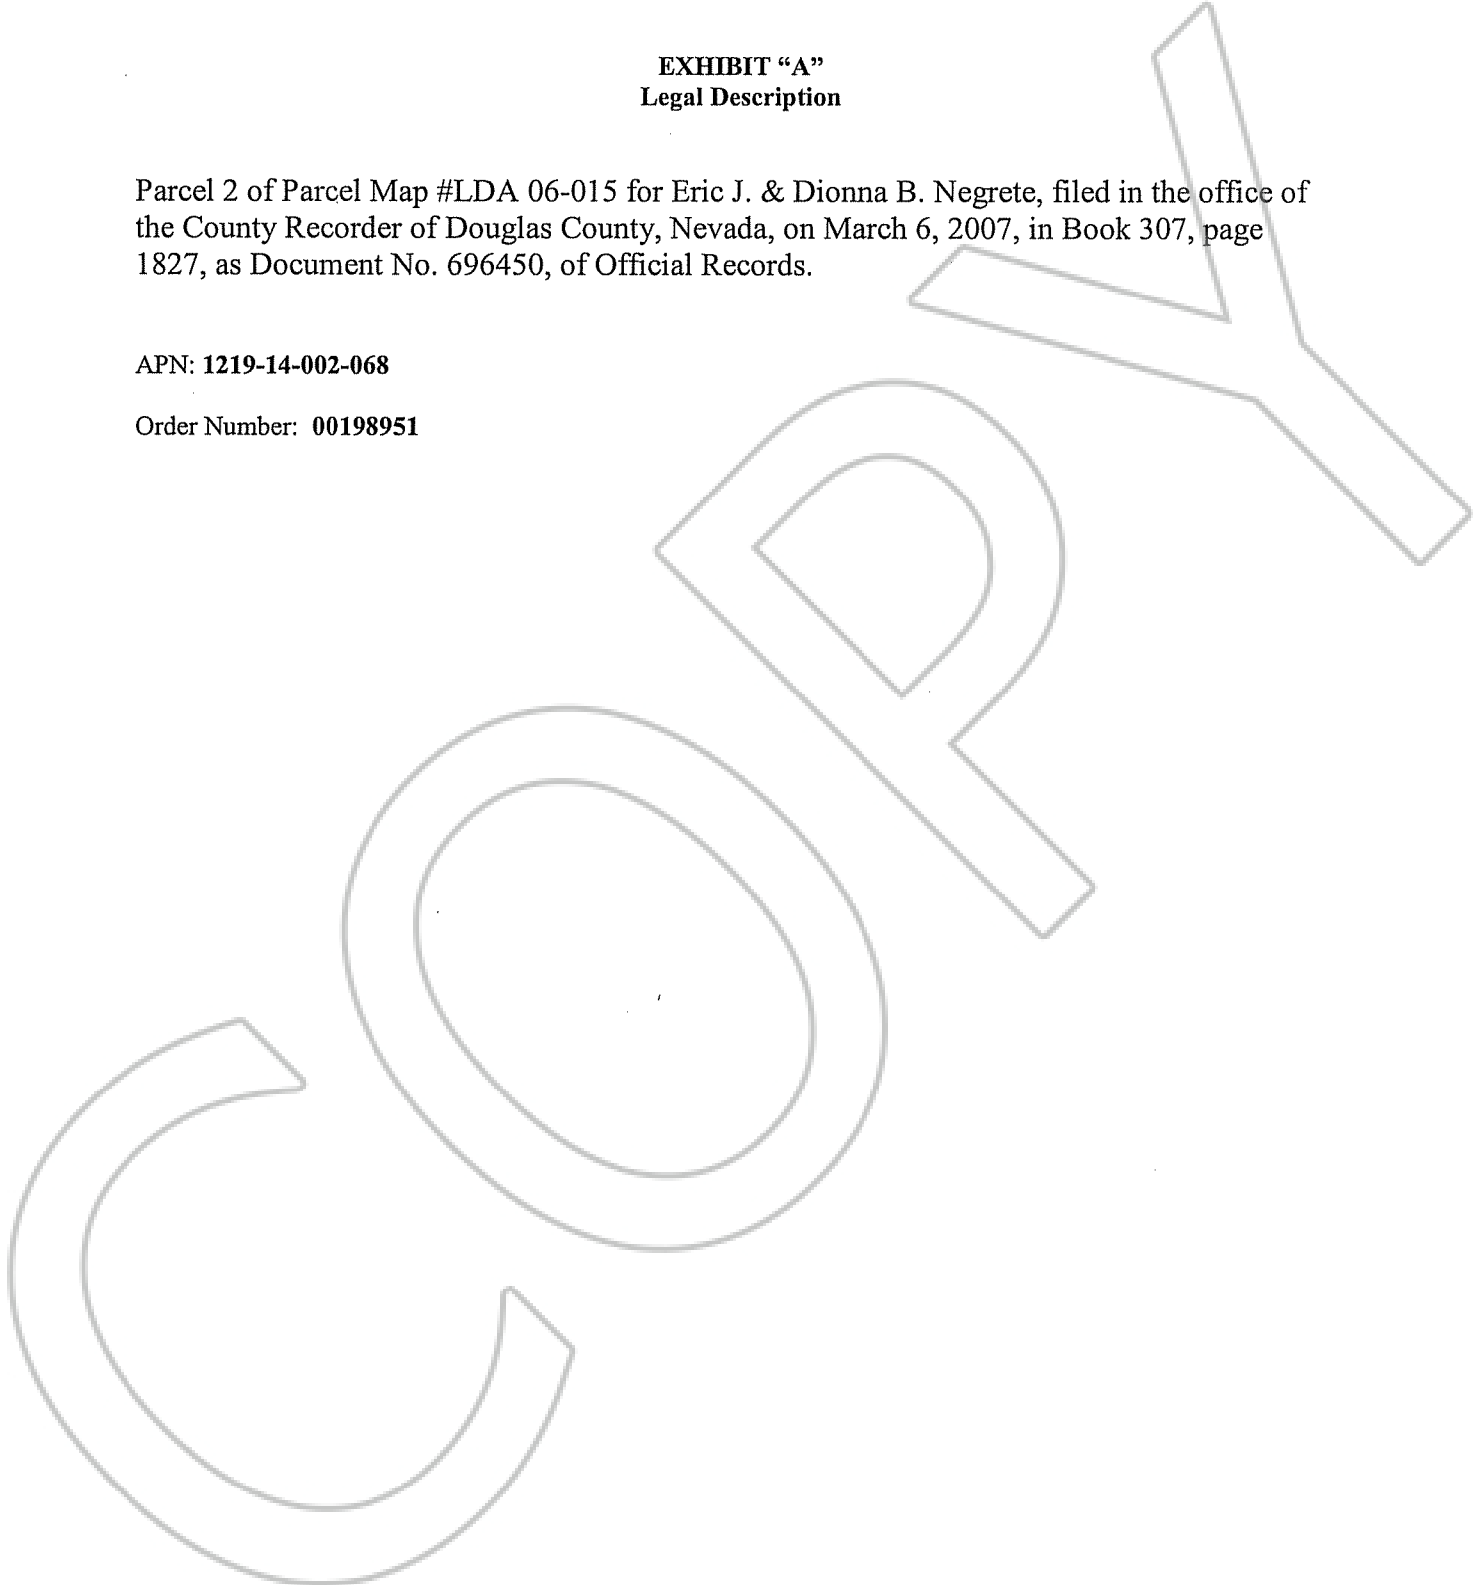 EXHIBIT “A”
Legal Description
Parcel 2 of Parcel Map #LDA 06-015 for Eric J. & Dionna B. Negrete, filed in the office of
the County Recorder of Douglas County, Nevada, on March 6, 2007, in Book 307, page
1827, as Document No. 696450, of Official Records.
APN: 1219-14-002-068
Order Number: 00198951
COPY